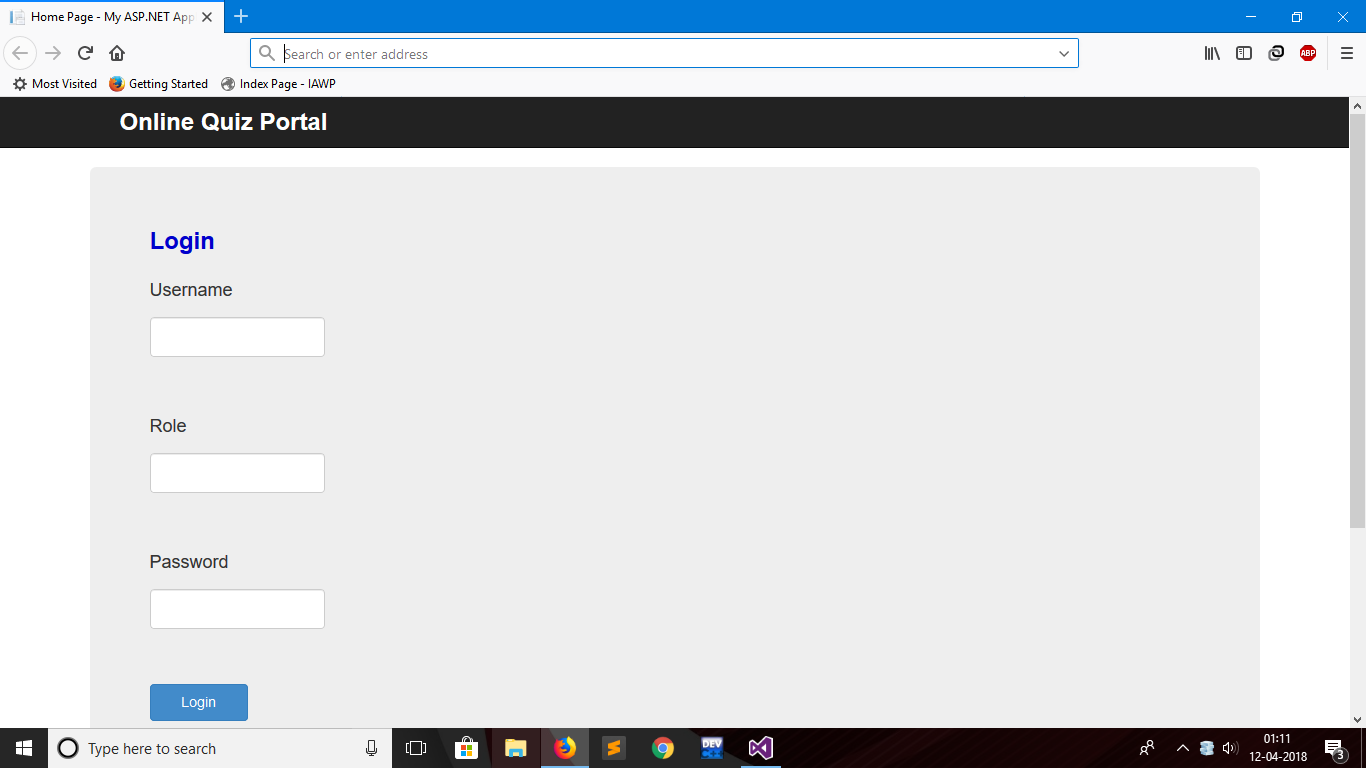 Home Page - My ASP.NET App
Search or enter address
ABP
Most Visited
Getting Started
Index Page - IAWP
Online Quiz Portal
Login
Username
Role
Password
Login
Type here to search
DEV
01:11
12-04-2018
3